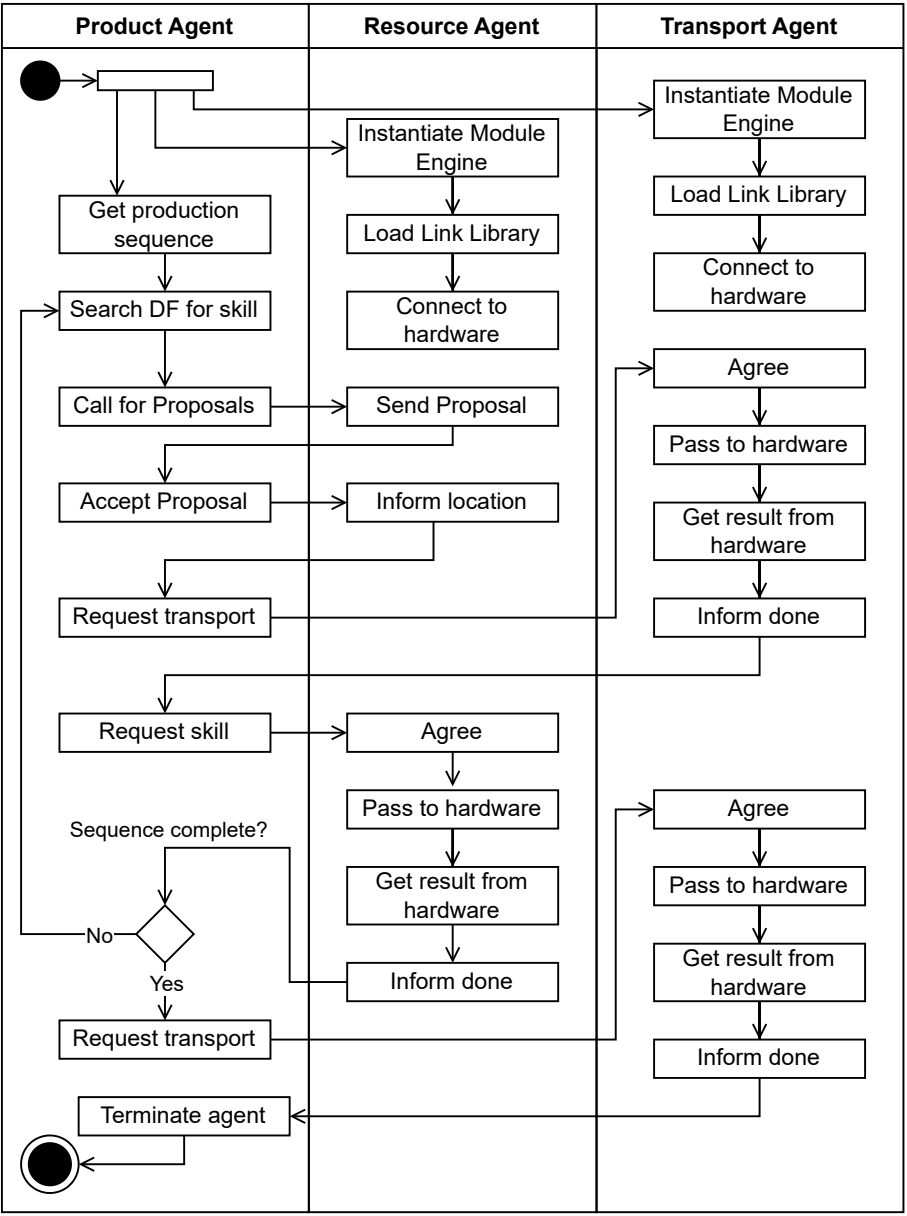 Product Agent
Resource Agent
Transport Agent
Instantiate Module
Engine
Load Link Library
Connect to
hardware
Instantiate Module
Engine
Load Link Library
Connect to
hardware
Get production
sequence
Search DF for skill
Call for Proposals
Send Proposal
Accept Proposal
Inform location
Request transport
Agree
Pass to hardware
Get result from
hardware
Inform done
Request skill
Agree
Pass to hardware
Get result from
hardware
Inform done
Sequence complete?
No
Yes
Request transport
Agree
Pass to hardware
Get result from
hardware
Inform done
Terminate agent